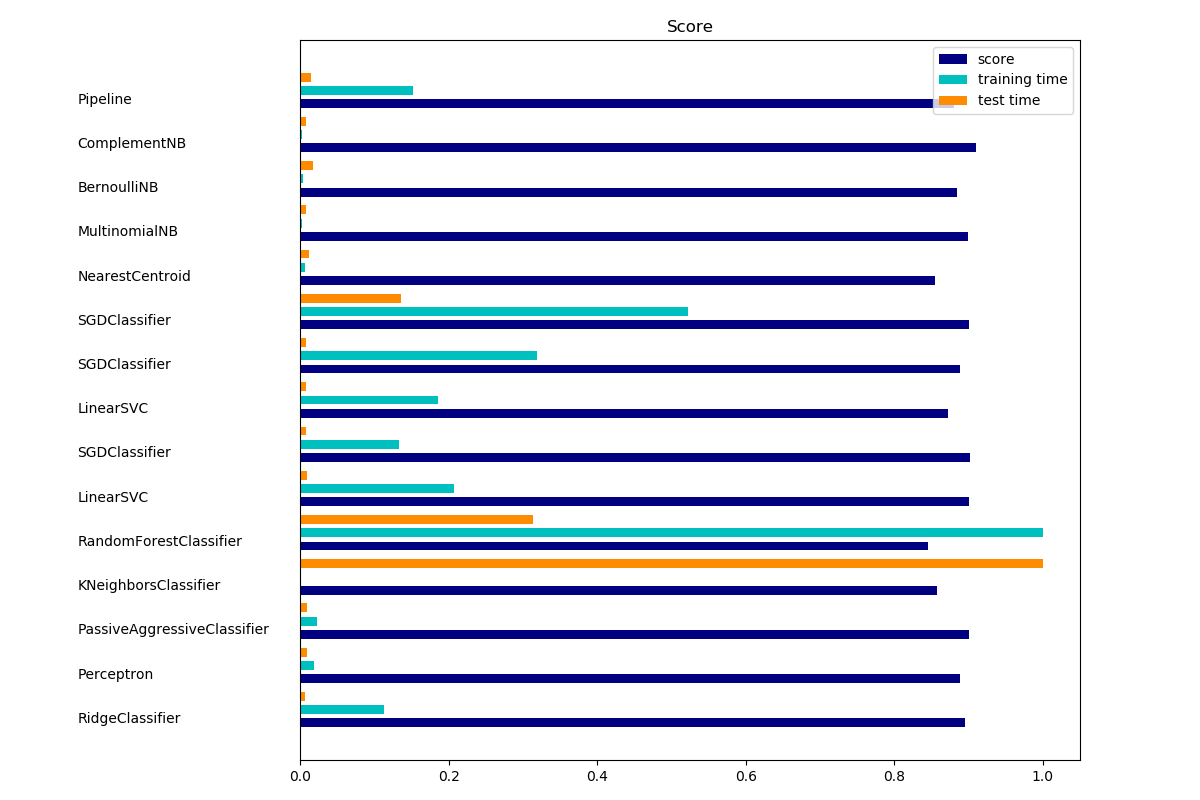 Score
score
training time
test time
Pipeline
ComplementNB
BernoulliNB
MultinomialNB
NearestCentroid
SGDClassifier
SGDClassifier
LinearSVC
SGDClassifier
LinearSVC
RandomForestClassifier
KNeighborsClassifier
PassiveAggressiveClassifier
Perceptron
RidgeClassifier
0.0 0.2 0.4 0.6 0.8 1.0